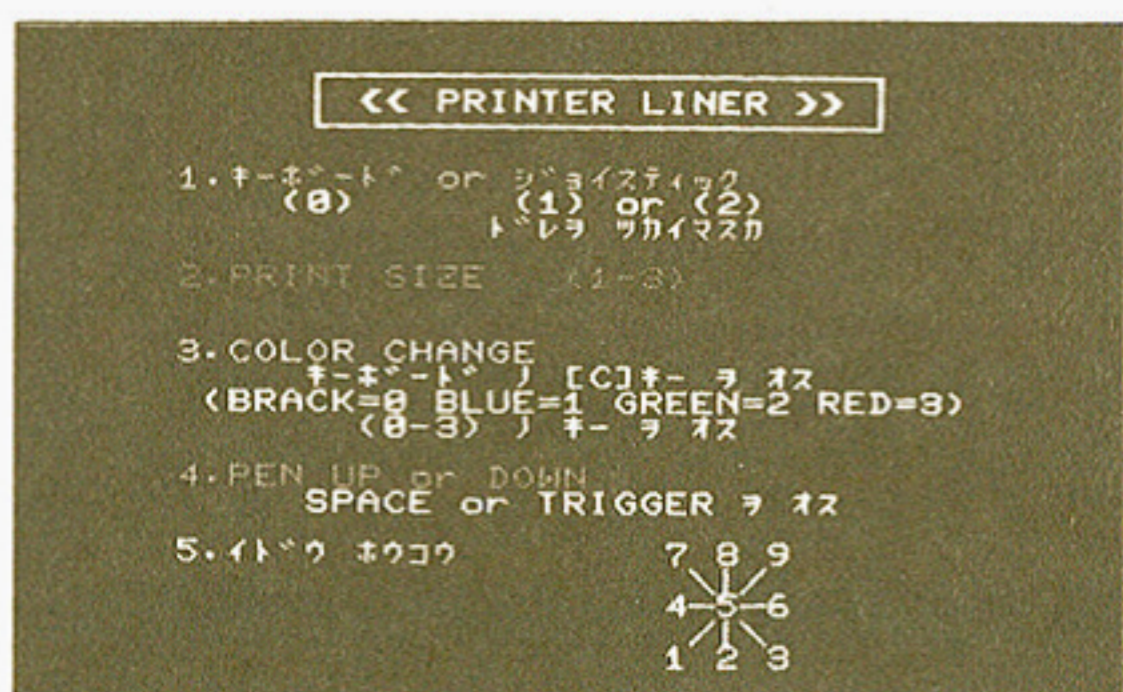 << PRINTER LINER >>
1.キーボード or ジョイスティック
(0) (1) or (2)
ドレヲ ツカイマスカ
2.PRINT SIZE (1-3)
3.COLOR CHANGE
キーボード ノ [C]キー ヲ オス
(BRACK=0 BLUE=1 GREEN=2 RED=3)
(0-3) ノ キー ヲ オス
4.PEN UP or DOWN
SPACE or TRIGGER ヲ オス
5.イドウ ホウコウ
7 8 9
4-5-6
1 2 3